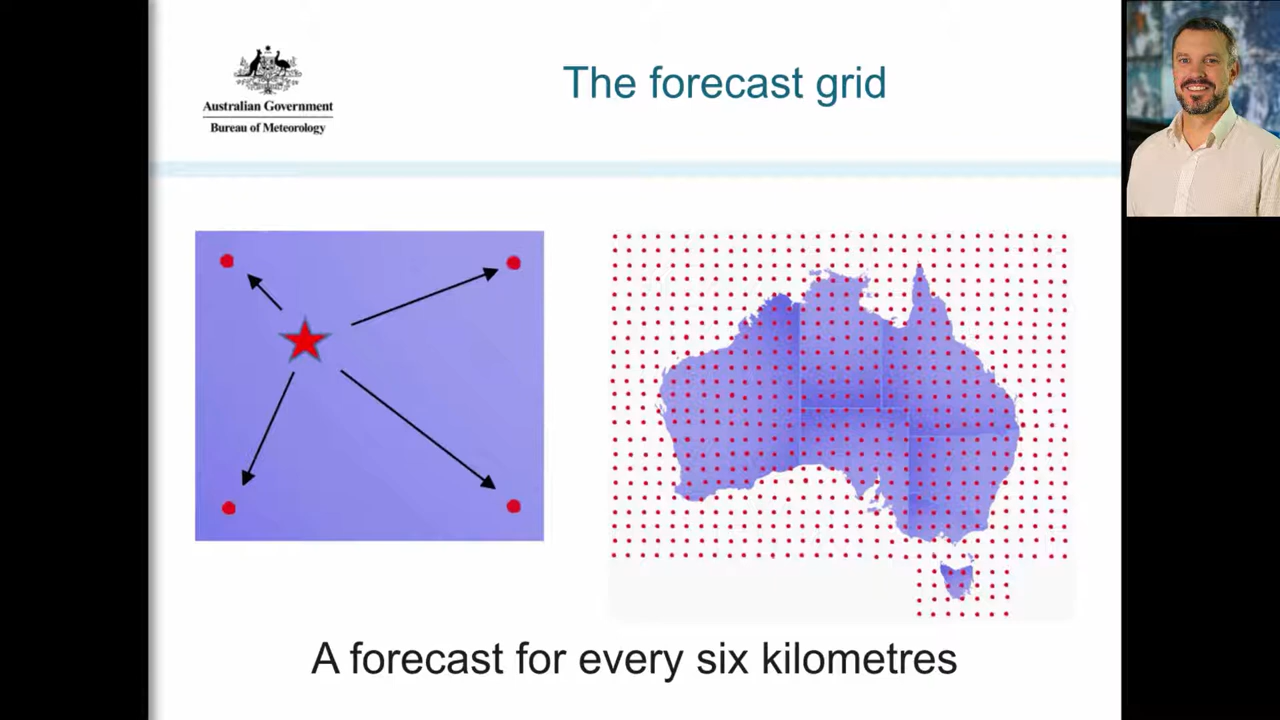 The forecast grid
Australian Government
Bureau of Meteorology
A forecast for every six kilometres